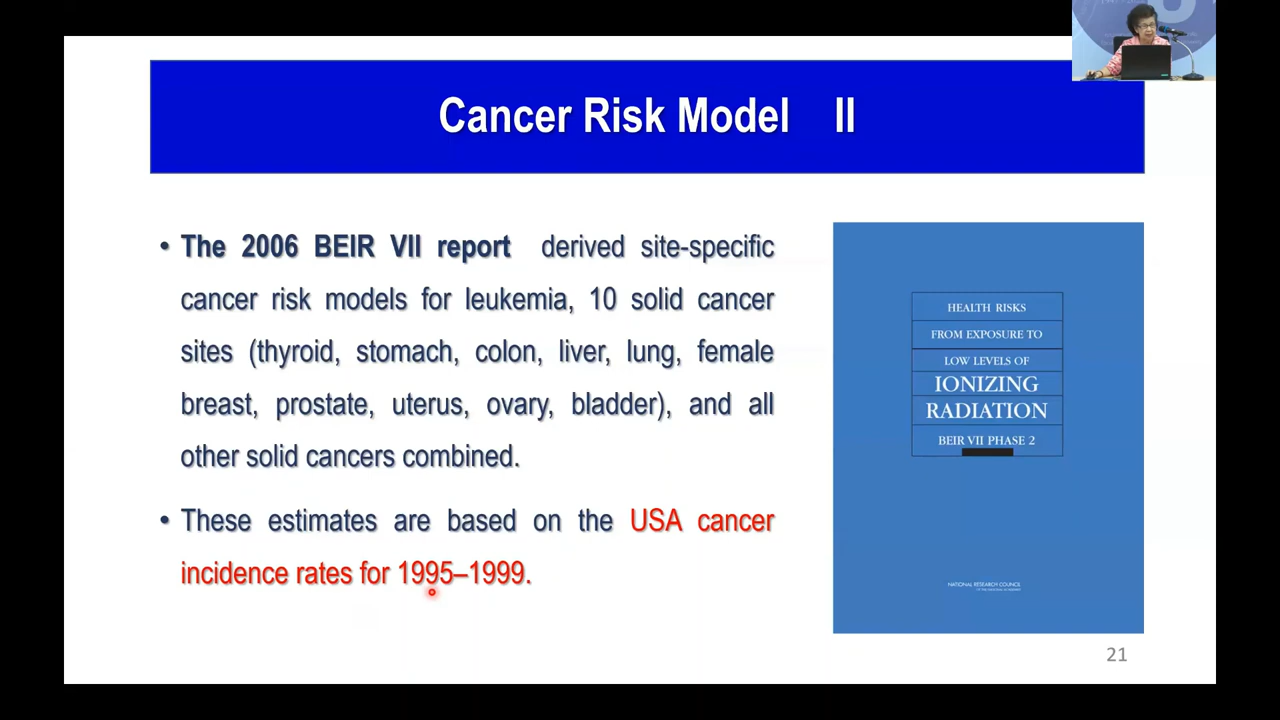 Cancer Risk Model II
• The 2006 BEIR VII report derived site-specific
cancer risk models for leukemia, 10 solid cancer
sites (thyroid, stomach, colon, liver, lung, female
breast, prostate, uterus, ovary, bladder), and all
other solid cancers combined.
• These estimates are based on the USA cancer
incidence rates for 1995–1999.
HEALTH RISKS
FROM EXPOSURE TO
LOW LEVELS OF
IONIZING
RADIATION
BEIR VII PHASE 2
NATIONAL RESEARCH COUNCIL
21